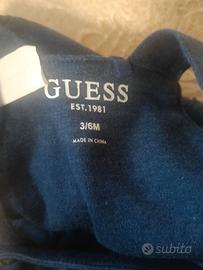 GUESS
EST. 1981
3/6M
MADE IN CHINA
subito